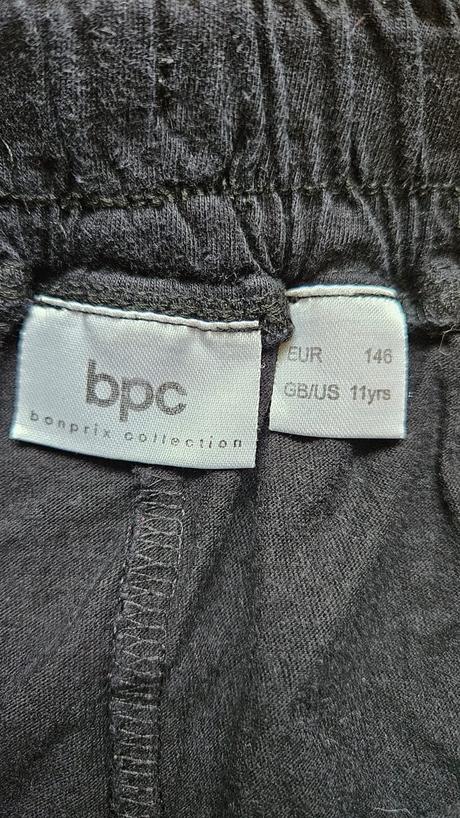 bpc
bonprix collection
EUR 146
GB/US 11yrs